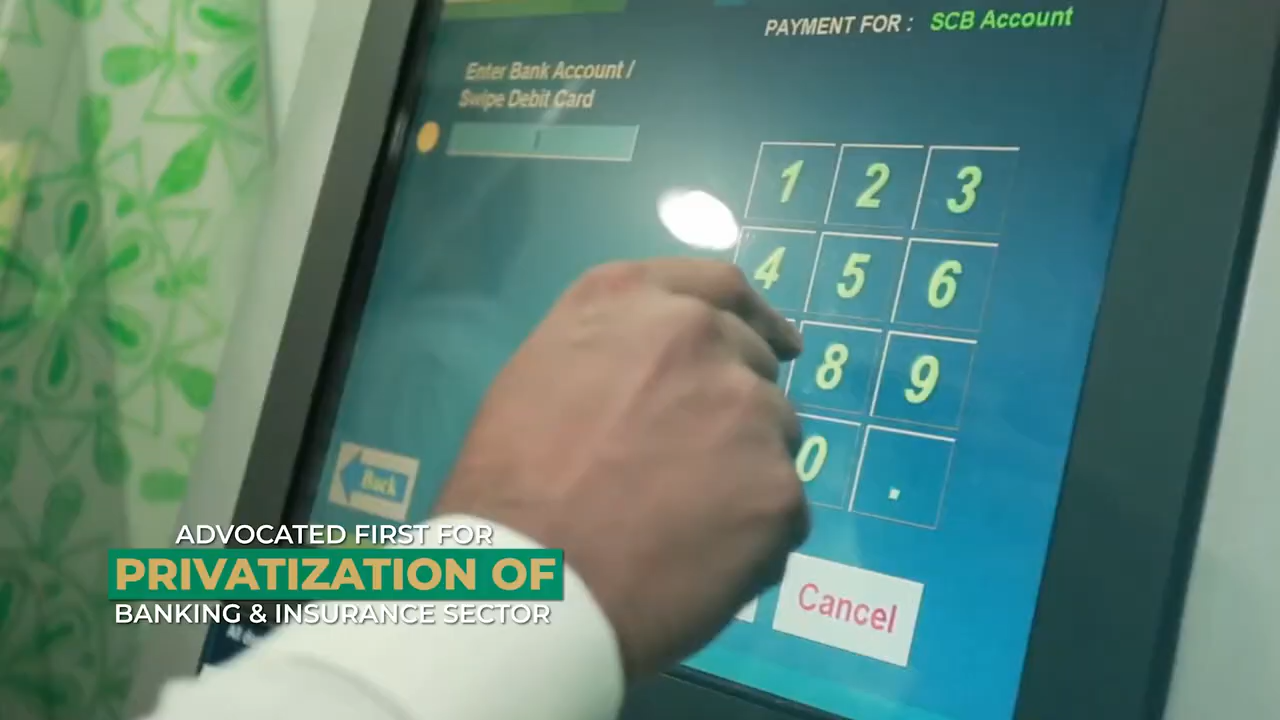 PAYMENT FOR : SCB Account
Enter Bank Account /
Swipe Debit Card
1 2 3
4 5 6
8 9
0 .
Back
Cancel
ADVOCATED FIRST FOR
PRIVATIZATION OF
BANKING & INSURANCE SECTOR